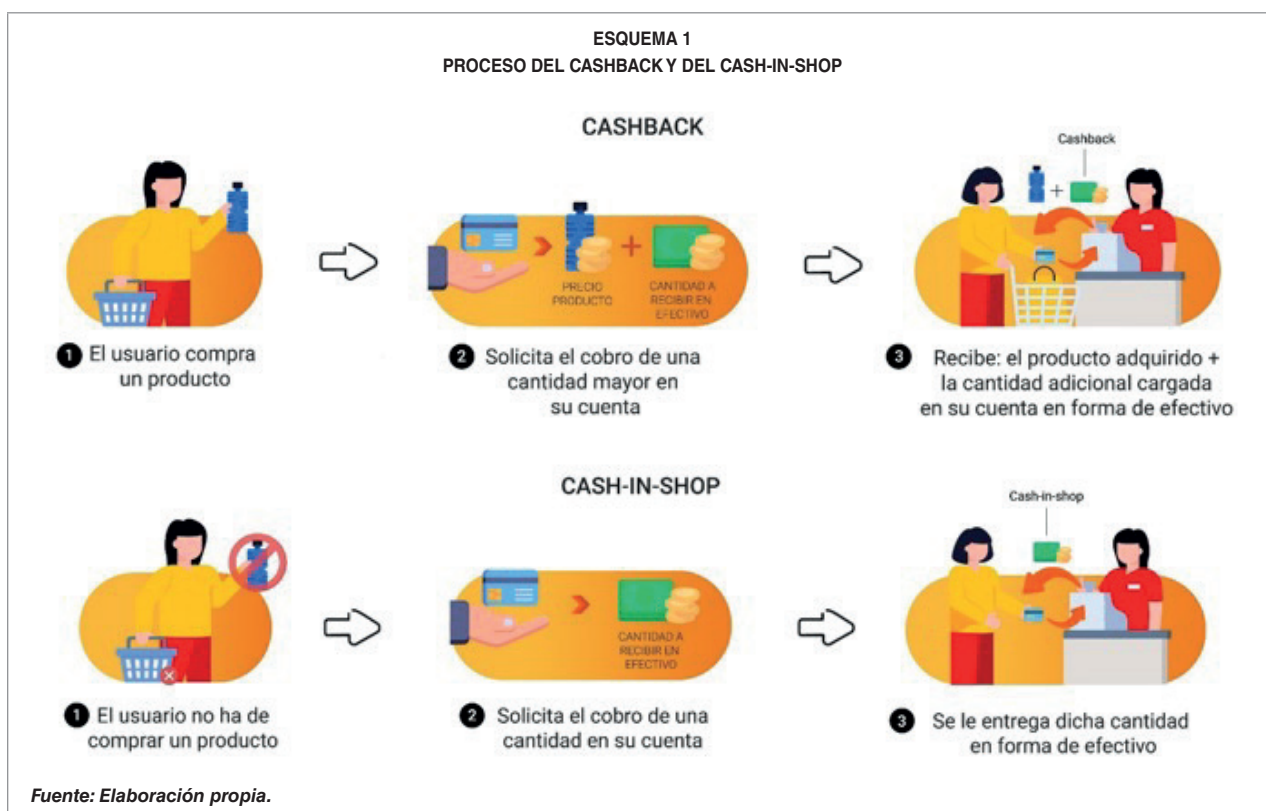 ESQUEMA 1
PROCESO DEL CASHBACK Y DEL CASH-IN-SHOP
CASHBACK
Cashback
PRECIO
PRODUCTO
CANTIDAD A
RECIBIR EN
EFECTIVO
1 El usuario compra
un producto
2 Solicita el cobro de una
cantidad mayor en
su cuenta
3 Recibe: el producto adquirido +
la cantidad adicional cargada
en su cuenta en forma de efectivo
CASH-IN-SHOP
Cash-in-shop
CANTIDAD A
RECIBIR EN
EFECTIVO
1 El usuario no ha de
comprar un producto
2 Solicita el cobro de una
cantidad en su cuenta
3 Se le entrega dicha cantidad
en forma de efectivo
Fuente: Elaboración propia.